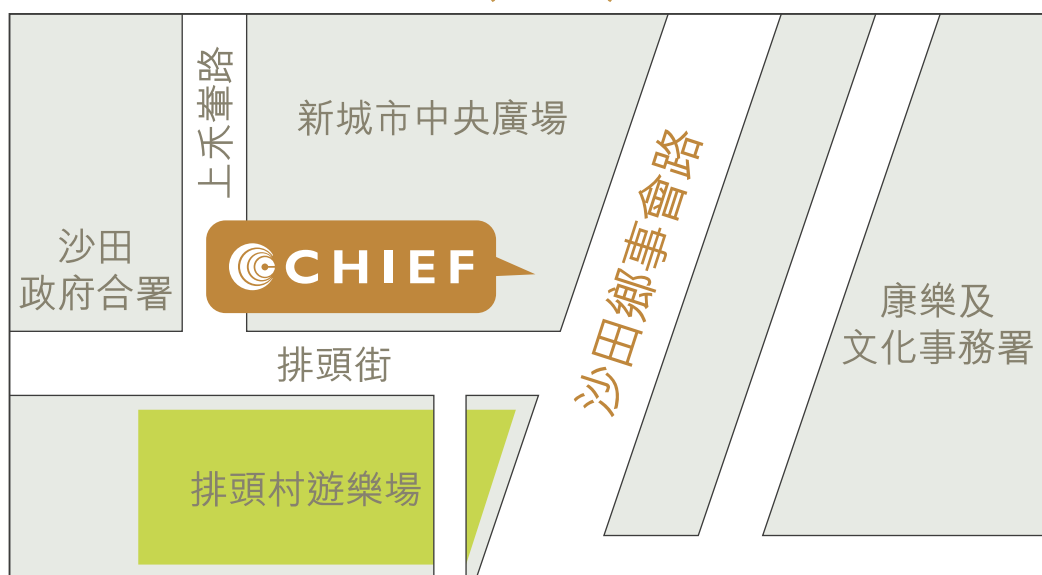 上禾輋路
新城市中央廣場
沙田鄉事會路
沙田
政府合署
CHIEF
康樂及
文化事務署
排頭街
排頭村遊樂場